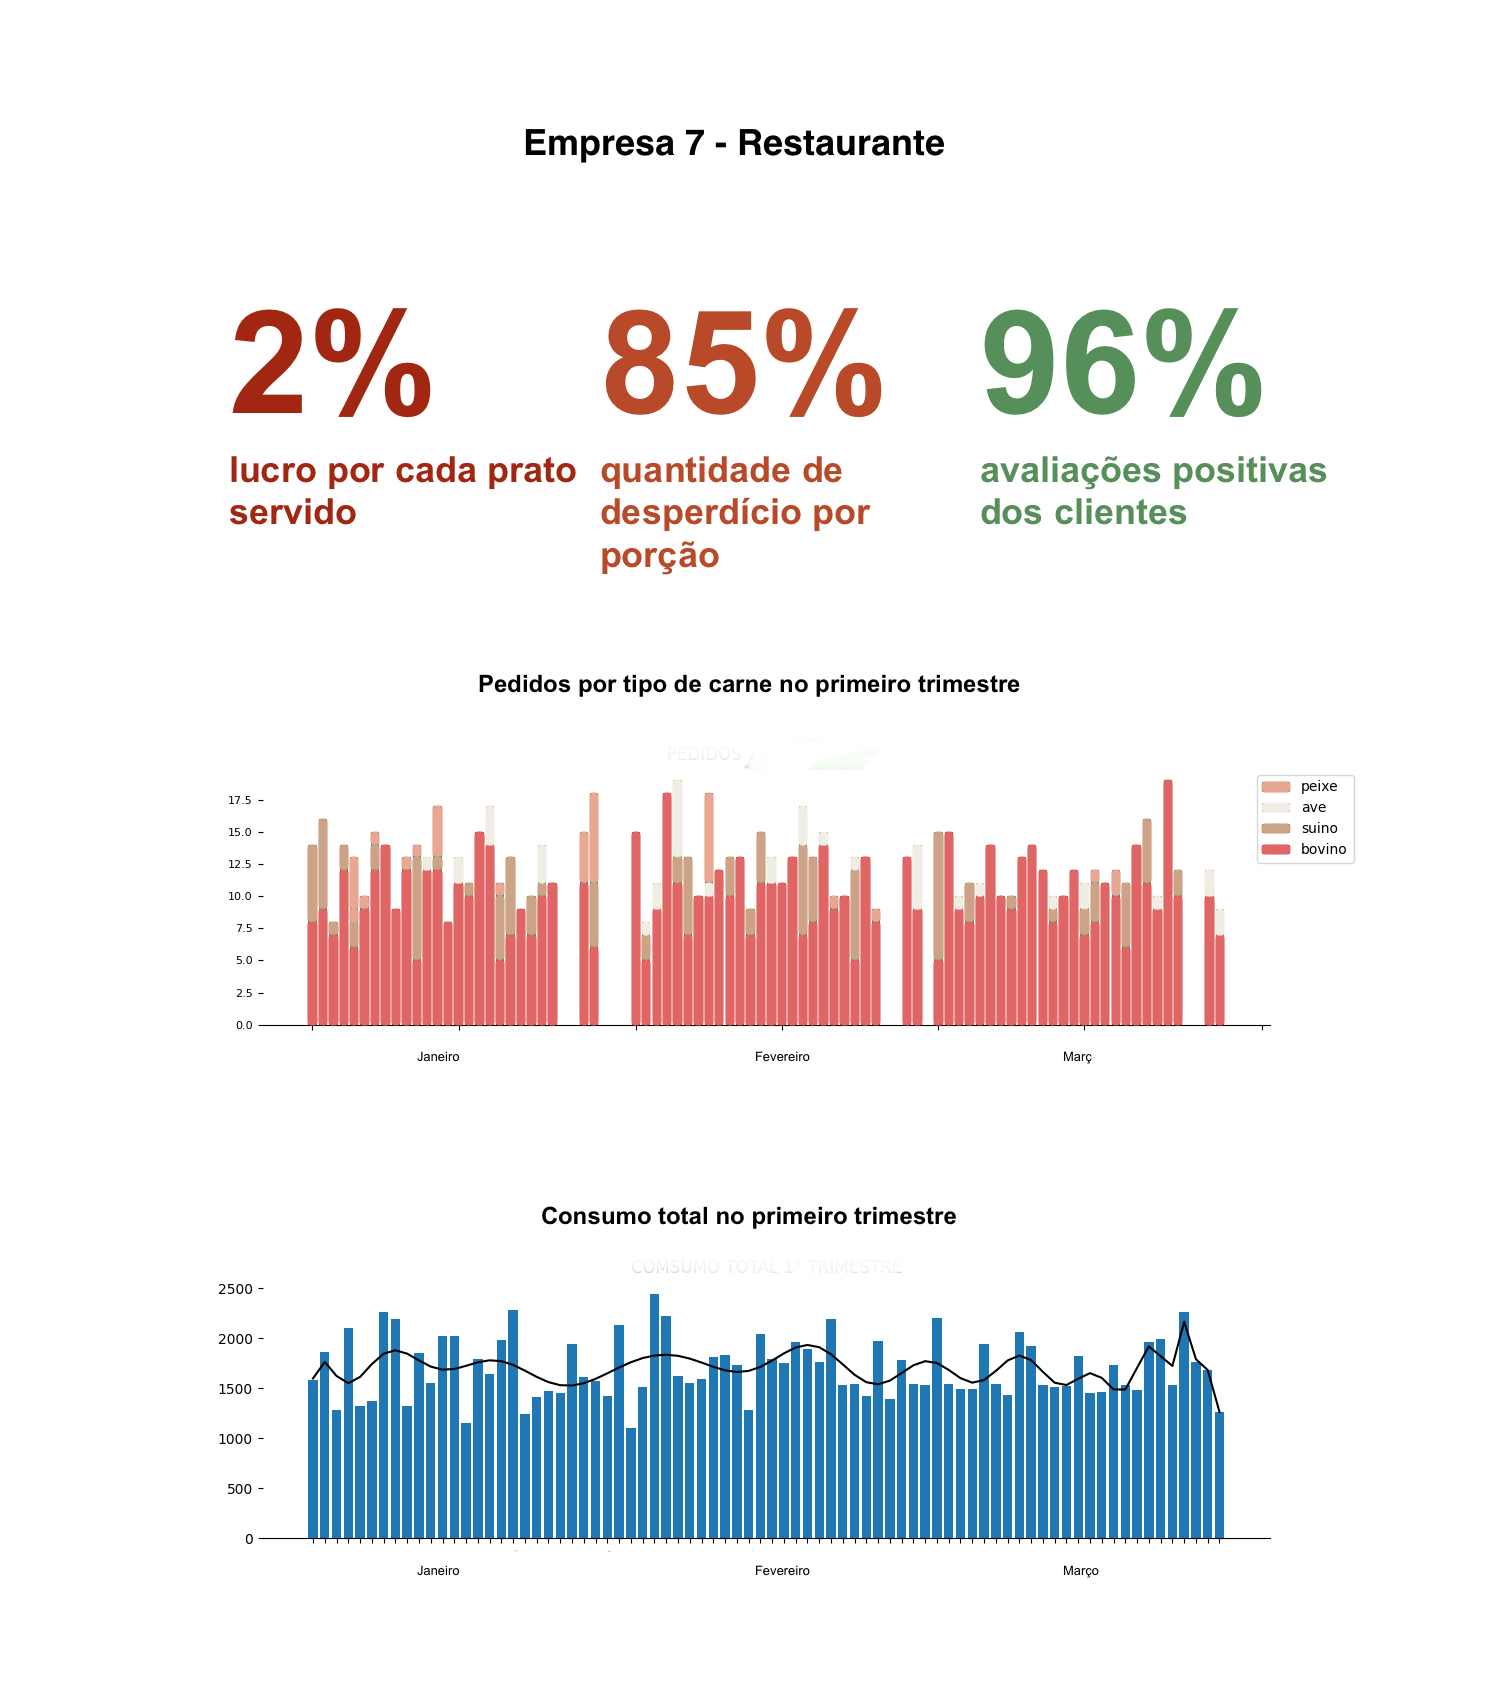 Empresa 7 - Restaurante
2%
85%
96%
lucro por cada prato
servido
quantidade de
desperdício por
porção
avaliações positivas
dos clientes
Pedidos por tipo de carne no primeiro trimestre
PEDIDOS
17.5
15.0
12.5
10.0
7.5
5.0
2.5
0.0
peixe
ave
suino
bovino
Janeiro
Fevereiro
Març
Consumo total no primeiro trimestre
COMSUMO TOTAL 1° TRIMESTRE
2500
2000
1500
1000
500
0
Janeiro
Fevereiro
Março